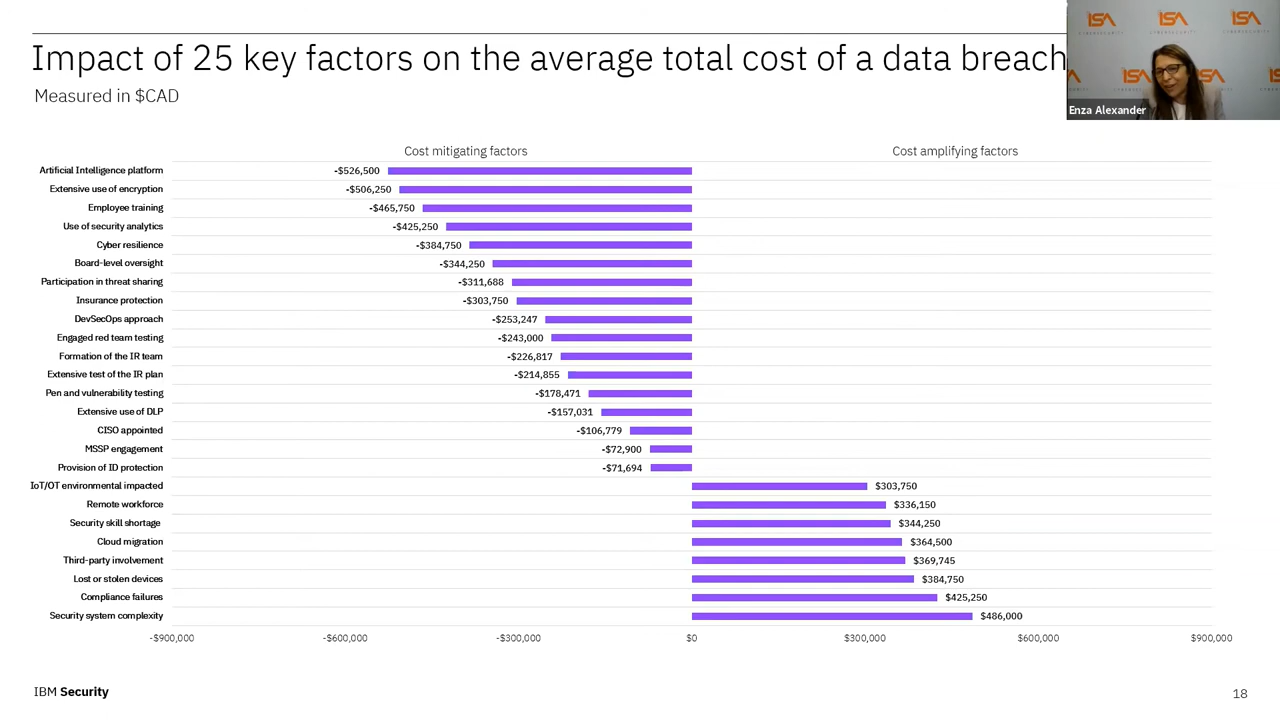 Impact of 25 key factors on the average total cost of a data breach
Measured in $CAD
ISA ISA ISA
CYBERSECURITY CYBERSECURITY CYBERSECURITY
ISA ISA
Enza Alexander
Cost mitigating factors Cost amplifying factors
Artificial Intelligence platform -$526,500
Extensive use of encryption -$506,250
Employee training -$465,750
Use of security analytics -$425,250
Cyber resilience -$384,750
Board-level oversight -$344,250
Participation in threat sharing -$311,688
Insurance protection -$303,750
DevSecOps approach -$253,247
Engaged red team testing -$243,000
Formation of the IR team -$226,817
Extensive test of the IR plan -$214,855
Pen and vulnerability testing -$178,471
Extensive use of DLP -$157,031
CISO appointed -$106,779
MSSP engagement -$72,900
Provision of ID protection -$71,694
IoT/OT environmental impacted $303,750
Remote workforce $336,150
Security skill shortage $344,250
Cloud migration $364,500
Third-party involvement $369,745
Lost or stolen devices $384,750
Compliance failures $425,250
Security system complexity $486,000
-$900,000 -$600,000 -$300,000 $0 $300,000 $600,000 $900,000
IBM Security 18